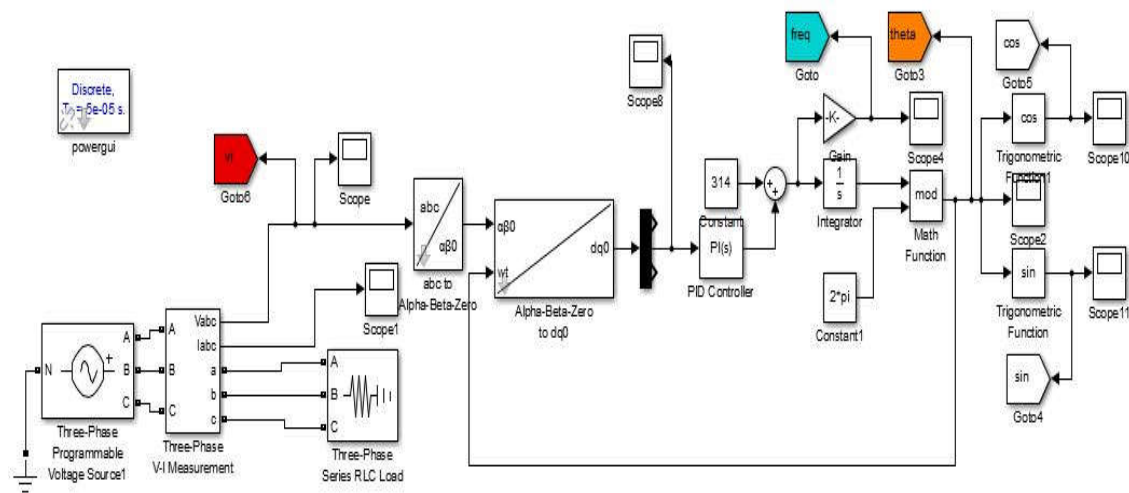 Discrete,
Ts = 5e-05 s.
powergui
Goto6
Scope
abc
αβ0
abc to
Alpha-Beta-Zero
αβ0
wt
dq0
Alpha-Beta-Zero
to dq0
Scope8
314
Constant
PI(s)
PID Controller
+
+
freq
Goto
-K-
Gain
Scope4
1
s
Integrator
2*pi
Constant1
theta
Goto3
mod
Math
Function
cos
Goto5
cos
Trigonometric
Function1
Scope10
Scope2
sin
Trigonometric
Function
Scope11
sin
Goto4
Scope1
N
+
A
B
C
Three-Phase
Programmable
Voltage Source1
A
B
C
Vabc
Iabc
a
b
c
Three-Phase
V-I Measurement
A
B
C
Three-Phase
Series RLC Load